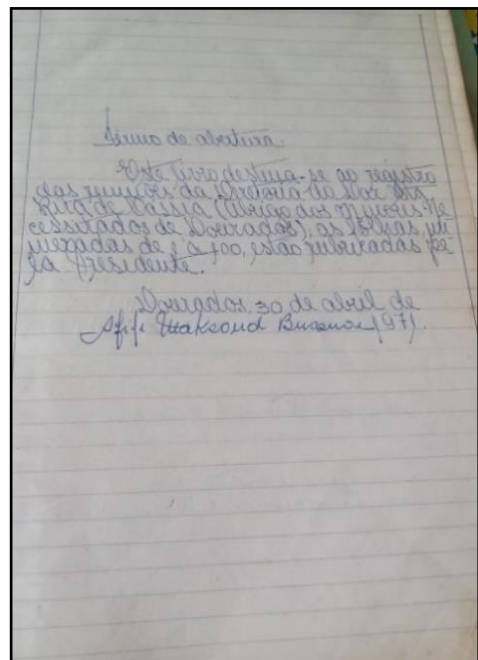 Termo de abertura.
Este livro destina-se ao registro
das reuniões da Diretoria do Lar Sta
Rita de Cássia (abrigo dos Menores Ne
cessitados de Dourados), as folhas, nu
meradas de 1 a 100, estão rubricadas pe
la Presidente.
Dourados, 30 de abril de
Afife Maksoud 1971.